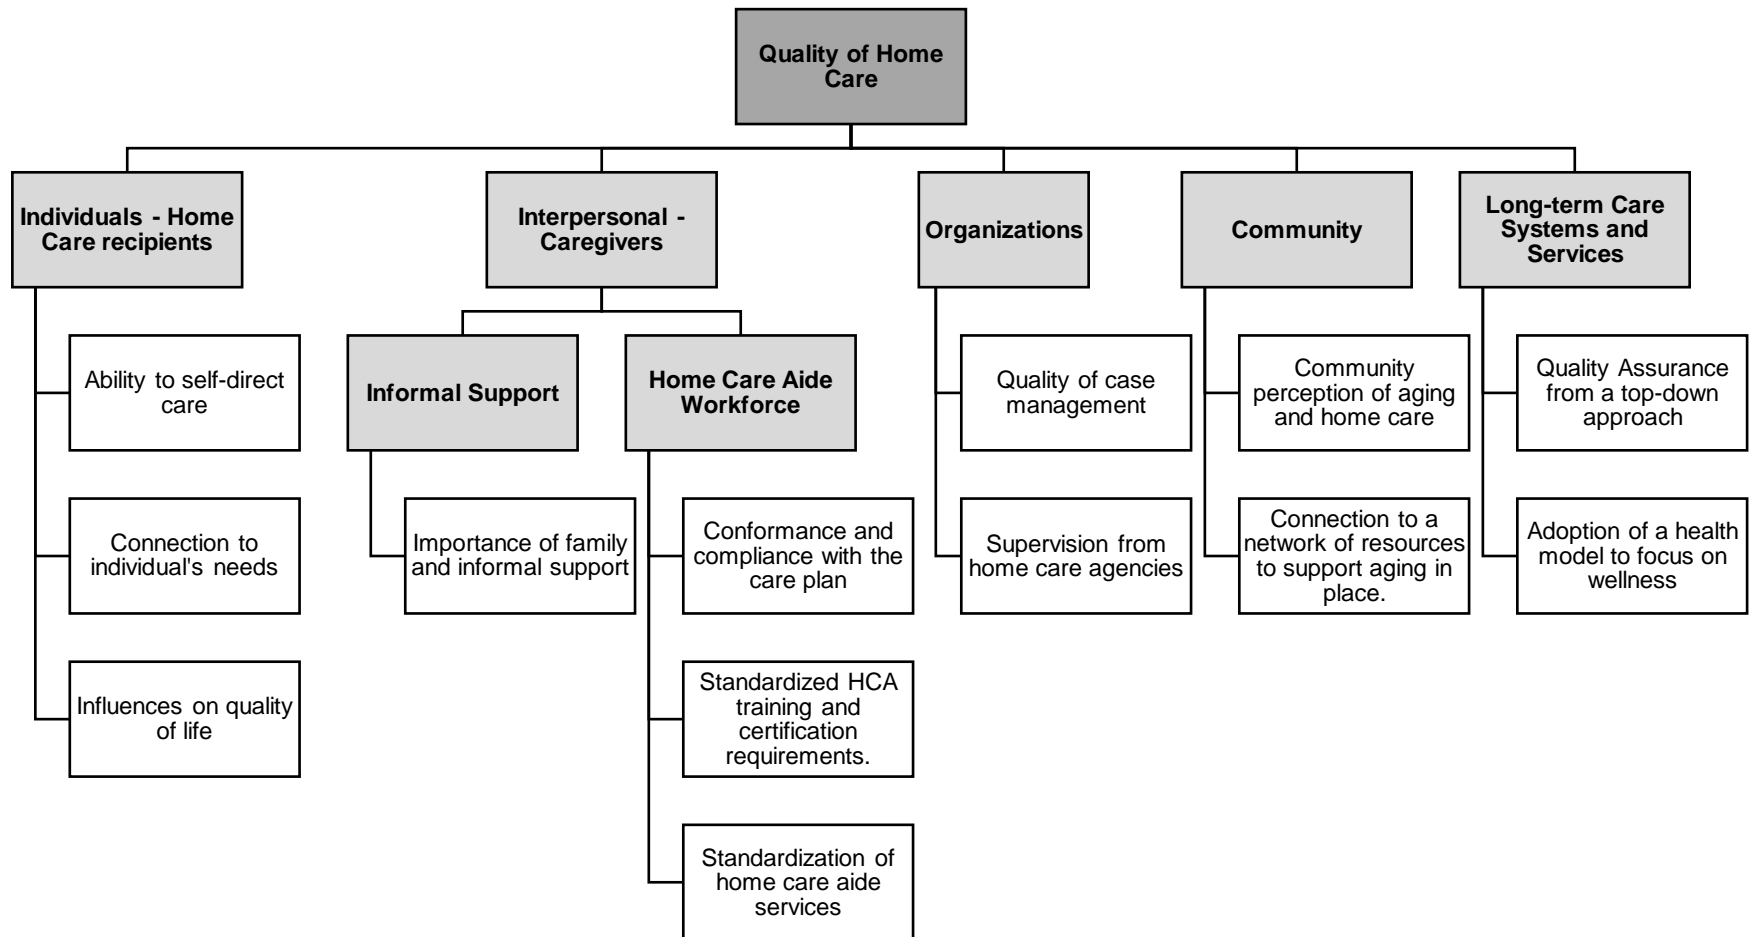 Quality of Home
Care
Individuals - Home
Care recipients
Interpersonal -
Caregivers
Organizations
Community
Long-term Care
Systems and
Services
Ability to self-direct
care
Connection to
individual's needs
Influences on quality
of life
Informal Support
Importance of family
and informal support
Home Care Aide
Workforce
Conformance and
compliance with the
care plan
Standardized HCA
training and
certification
requirements.
Standardization of
home care aide
services
Quality of case
management
Supervision from
home care agencies
Community
perception of aging
and home care
Connection to a
network of resources
to support aging in
place.
Quality Assurance
from a top-down
approach
Adoption of a health
model to focus on
wellness